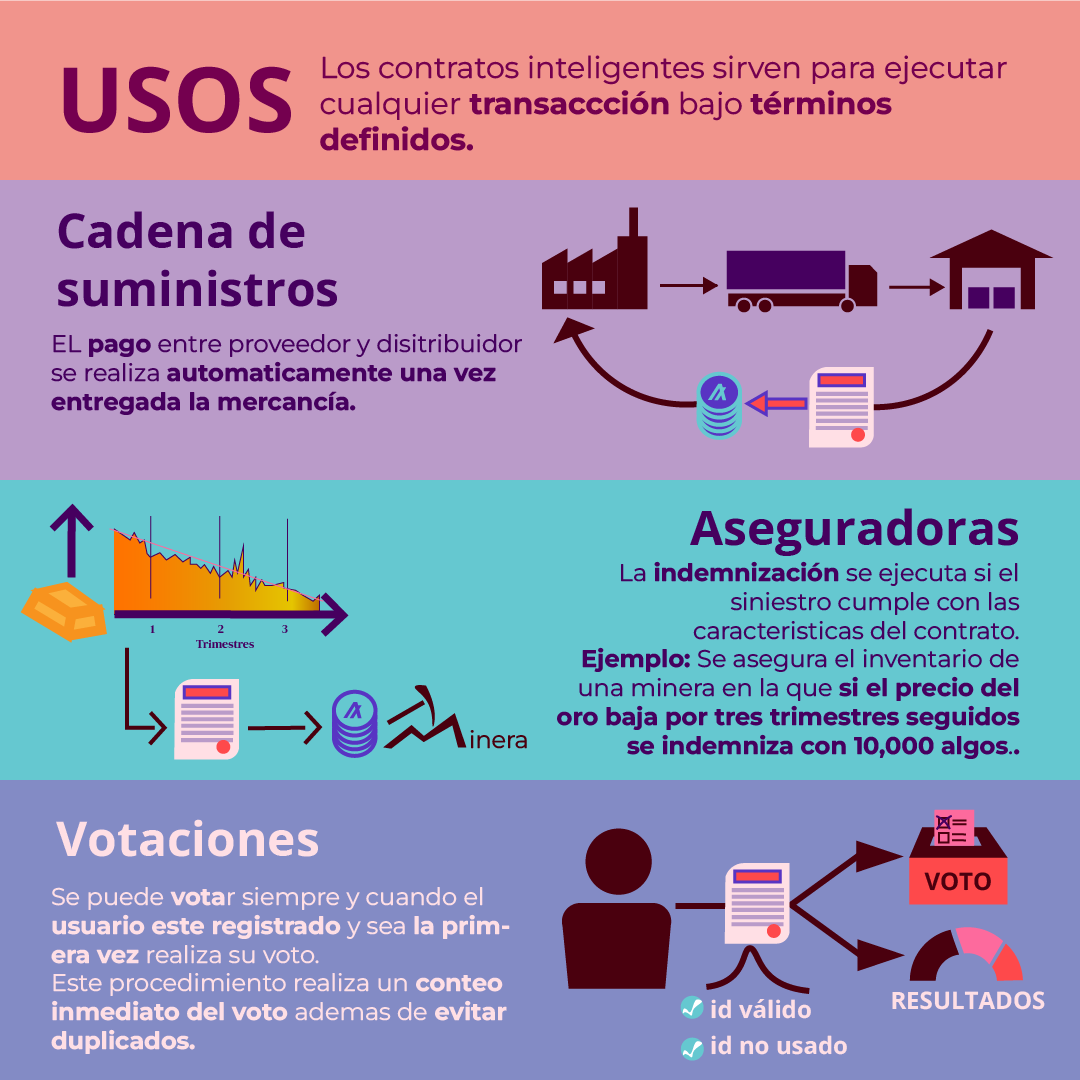 USOS
Los contratos inteligentes sirven para ejecutar
cualquier transaccción bajo términos
definidos.
Cadena de
suministros
EL pago entre proveedor y disitribuidor
se realiza automaticamente una vez
entregada la mercancía.
1 2 3
Trimestres
inera
Aseguradoras
La indemnización se ejecuta si el
siniestro cumple con las
caracteristicas del contrato.
Ejemplo: Se asegura el inventario de
una minera en la que si el precio del
oro baja por tres trimestres seguidos
se indemniza con 10,000 algos..
Votaciones
Se puede votar siempre y cuando el
usuario este registrado y sea la prim-
era vez realiza su voto.
Este procedimiento realiza un conteo
inmediato del voto ademas de evitar
duplicados.
VOTO
RESULTADOS
id válido
id no usado